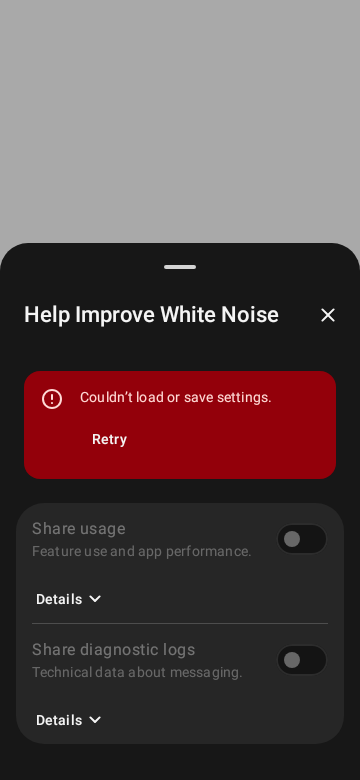 Help Improve White Noise
Couldn't load or save settings.
Retry
Share usage
Feature use and app performance.
Details
Share diagnostic logs
Technical data about messaging.
Details